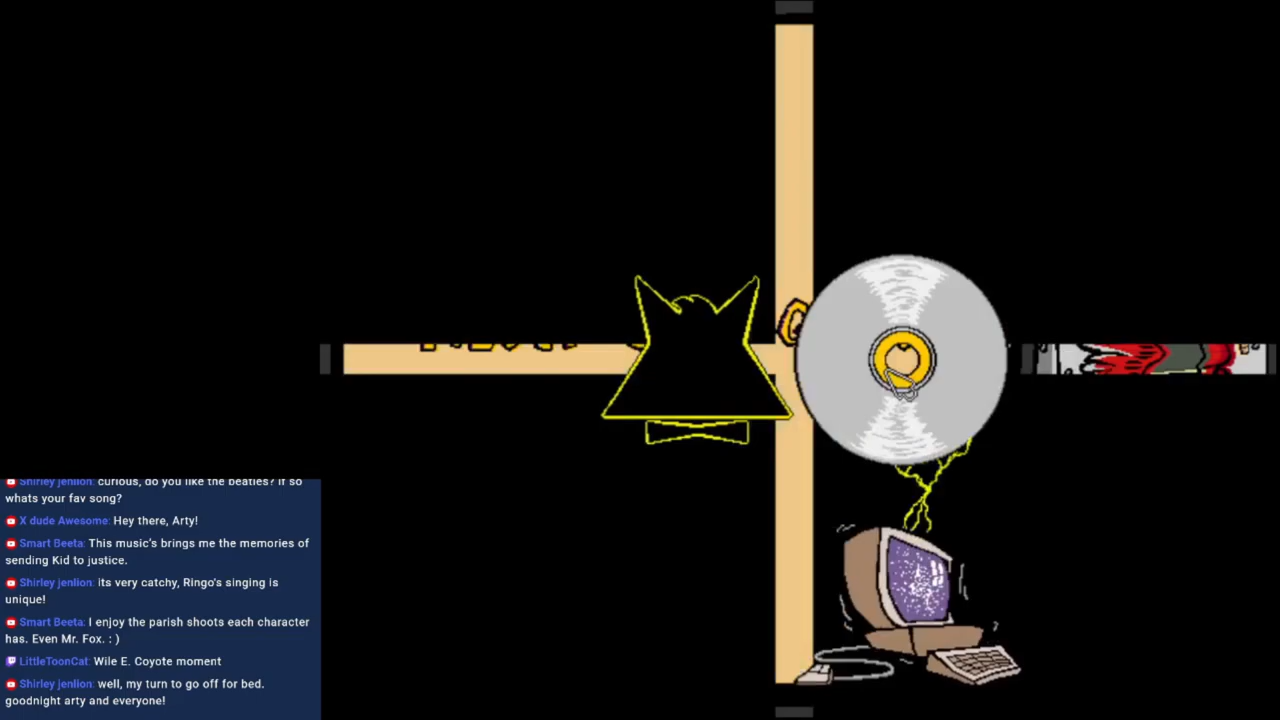 Shirley jenlion: curious, do you like the beatles? if so
whats your fav song?
X dude Awesome: Hey there, Arty!
Smart Beeta: This music's brings me the memories of
sending Kid to justice.
Shirley jenlion: its very catchy, Ringo's singing is
unique!
Smart Beeta: I enjoy the parish shoots each character
has. Even Mr. Fox. : )
LittleToonCat: Wile E. Coyote moment
Shirley jenlion: well, my turn to go off for bed.
goodnight arty and everyone!